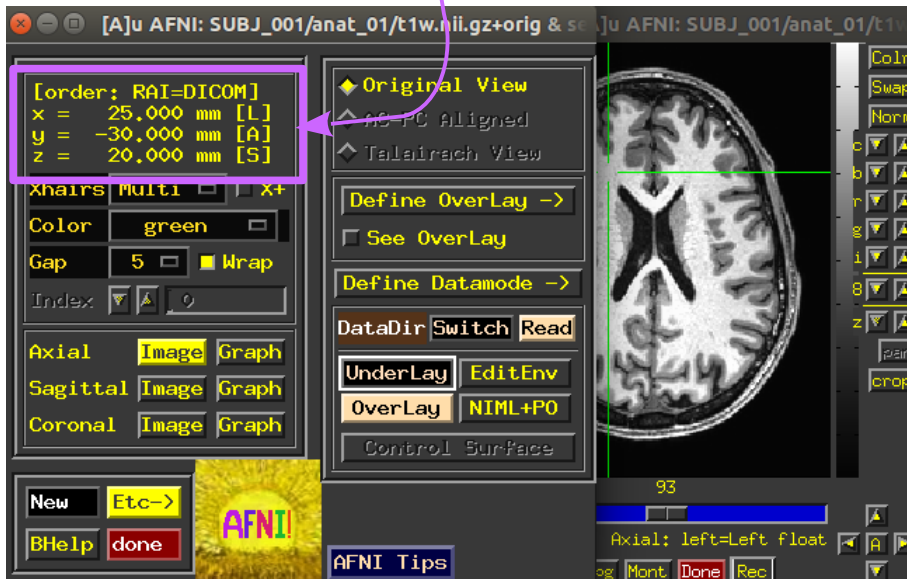 [A]u AFNI: SUBJ_001/anat_01/t1w.nii.gz+orig & se
]u AFNI: SUBJ_001/anat_01/t1w
[order: RAI=DICOM]
x = 25.000 mm [L]
y = -30.000 mm [A]
z = 20.000 mm [S]
Xhairs Multi X+
Color green
Gap 5 Wrap
Index 0
Axial Image Graph
Sagittal Image Graph
Coronal Image Graph
New Etc->
BHelp done
AFNI!
Original View
AC-PC Aligned
Talairach View
Define OverLay ->
See OverLay
Define Datamode ->
DataDir Switch Read
UnderLay EditEnv
OverLay NIML+PO
Control Surface
AFNI Tips
Colr
Swap
Norm
c
b
r
g
i
8
z
pan
crop
93
Axial: left=Left float
A
Mont Done Rec